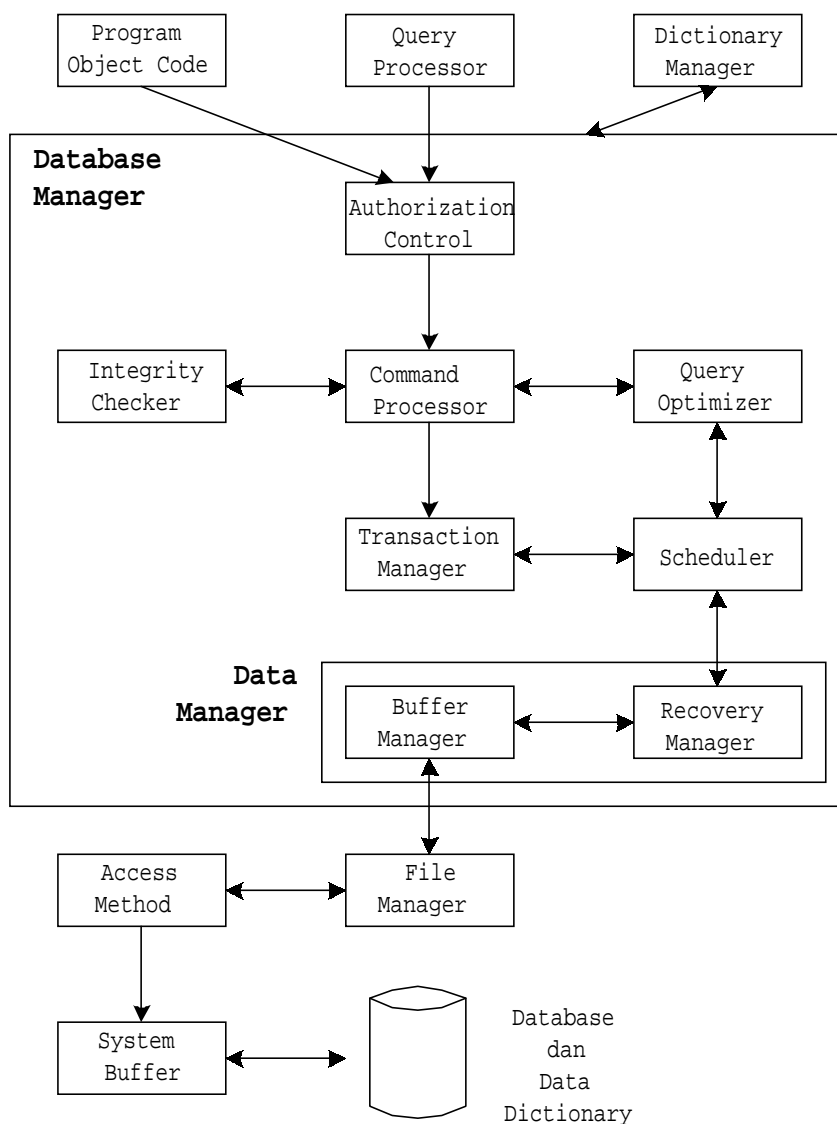 Program
Object Code
Query
Processor
Dictionary
Manager
Database
Manager
Authorization
Control
Integrity
Checker
Command
Processor
Query
Optimizer
Transaction
Manager
Scheduler
Data
Manager
Buffer
Manager
Recovery
Manager
Access
Method
File
Manager
System
Buffer
Database
dan
Data
Dictionary